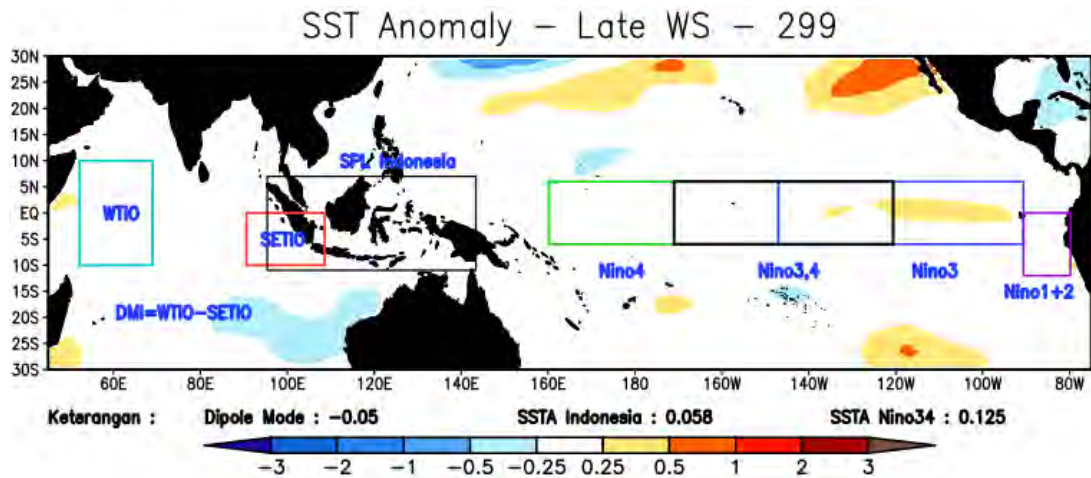 SST Anomaly – Late WS – 299
30N
25N
20N
15N
10N
5N
EQ
5S
10S
15S
20S
25S
30S
SPL Indonesia
WTIO
SETIO
Nino4
Nino3,4
Nino3
Nino1+2
DMI=WTIO-SETIO
60E 80E 100E 120E 140E 160E 180 160W 140W 120W 100W 80W
Keterangan : Dipole Mode : -0.05 SSTA Indonesia : 0.058 SSTA Nino34 : 0.125
-3 -2 -1 -0.5 -0.25 0.25 0.5 1 2 3